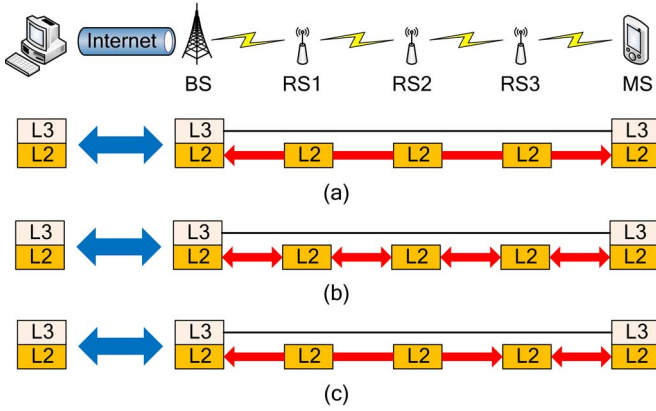 Internet
BS RS1 RS2 RS3 MS
L3 L3 L3
L2 L2 L2 L2 L2 L2
(a)
L3 L3 L3
L2 L2 L2 L2 L2 L2
(b)
L3 L3 L3
L2 L2 L2 L2 L2 L2
(c)